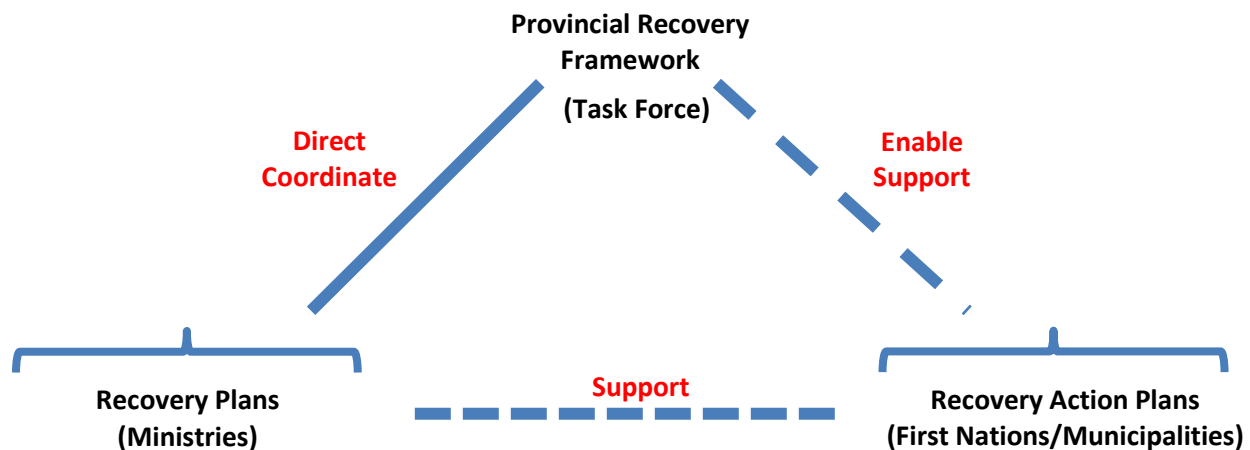 Provincial Recovery
Framework
(Task Force)
Direct
Coordinate
Enable
Support
Support
Recovery Plans
(Ministries)
Recovery Action Plans
(First Nations/Municipalities)